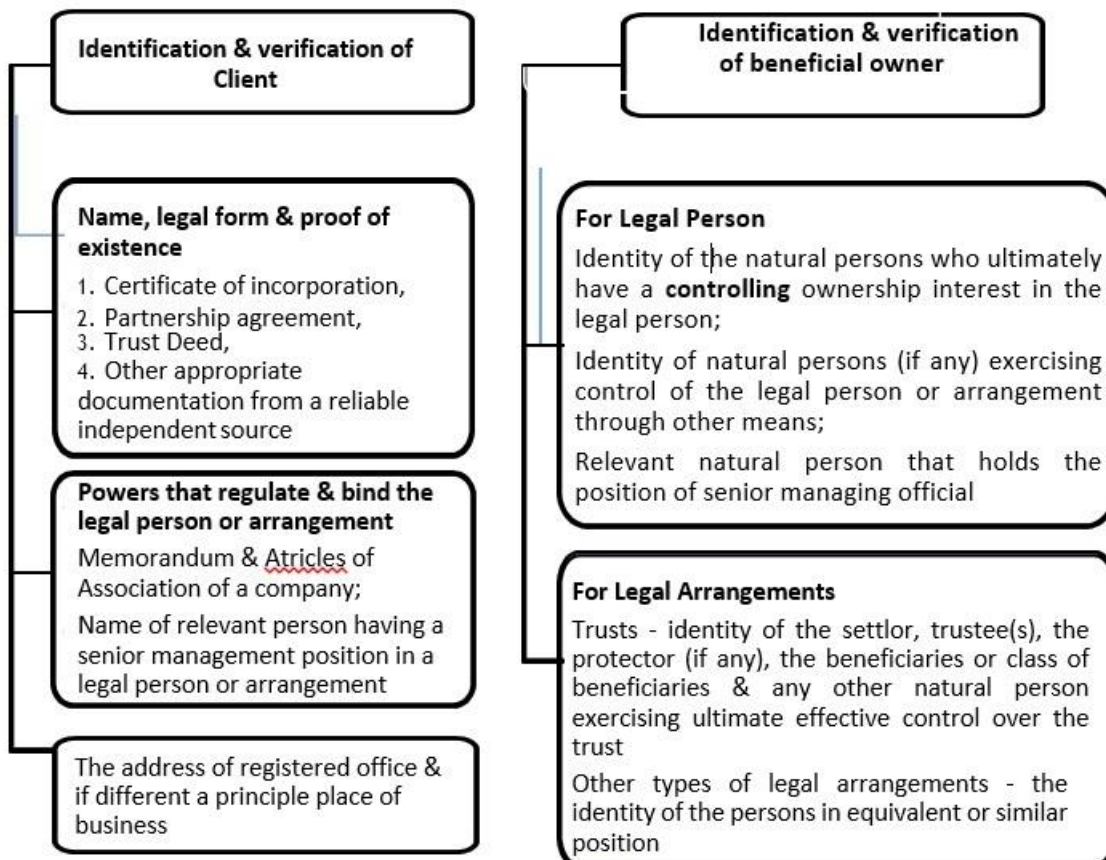 Identification & verification of
Client
Name, legal form & proof of
existence
1. Certificate of incorporation,
2. Partnership agreement,
3. Trust Deed,
4. Other appropriate
documentation from a reliable
independent source
Powers that regulate & bind the
legal person or arrangement
Memorandum & Atricles of
Association of a company;
Name of relevant person having a
senior management position in a
legal person or arrangement
The address of registered office &
if different a principle place of
business
Identification & verification
of beneficial owner
For Legal Person
Identity of the natural persons who ultimately
have a controlling ownership interest in the
legal person;
Identity of natural persons (if any) exercising
control of the legal person or arrangement
through other means;
Relevant natural person that holds the
position of senior managing official
For Legal Arrangements
Trusts - identity of the settlor, trustee(s), the
protector (if any), the beneficiaries or class of
beneficiaries & any other natural person
exercising ultimate effective control over the
trust
Other types of legal arrangements - the
identity of the persons in equivalent or similar
position